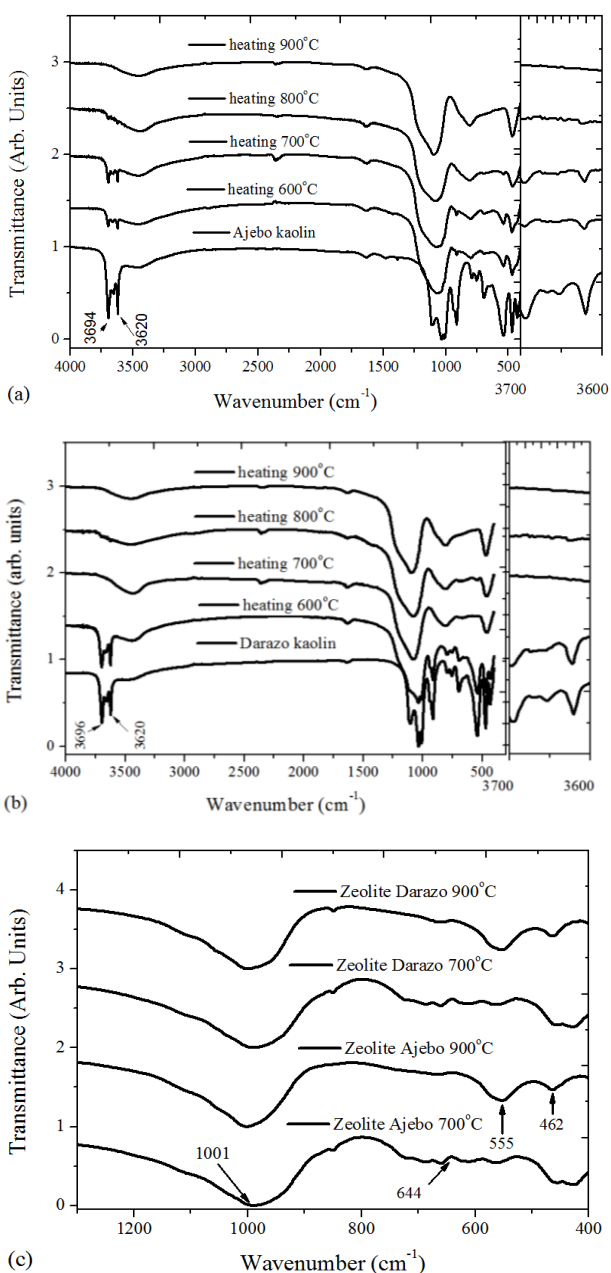 heating 900°C
heating 800°C
heating 700°C
heating 600°C
Ajebo kaolin
3694
3620
Transmittance (Arb. Units)
3
2
1
0
4000 3500 3000 2500 2000 1500 1000 500
3700 3600
Wavenumber (cm⁻¹)
(a)
heating 900°C
heating 800°C
heating 700°C
heating 600°C
Darazo kaolin
3696
3620
Transmittance (arb. units)
3
2
1
0
4000 3500 3000 2500 2000 1500 1000 500
3700 3600
Wavenumber (cm⁻¹)
(b)
Zeolite Darazo 900°C
Zeolite Darazo 700°C
Zeolite Ajebo 900°C
Zeolite Ajebo 700°C
1001
644
555
462
Transmittance (Arb. Units)
4
3
2
1
0
1200 1000 800 600 400
Wavenumber (cm⁻¹)
(c)